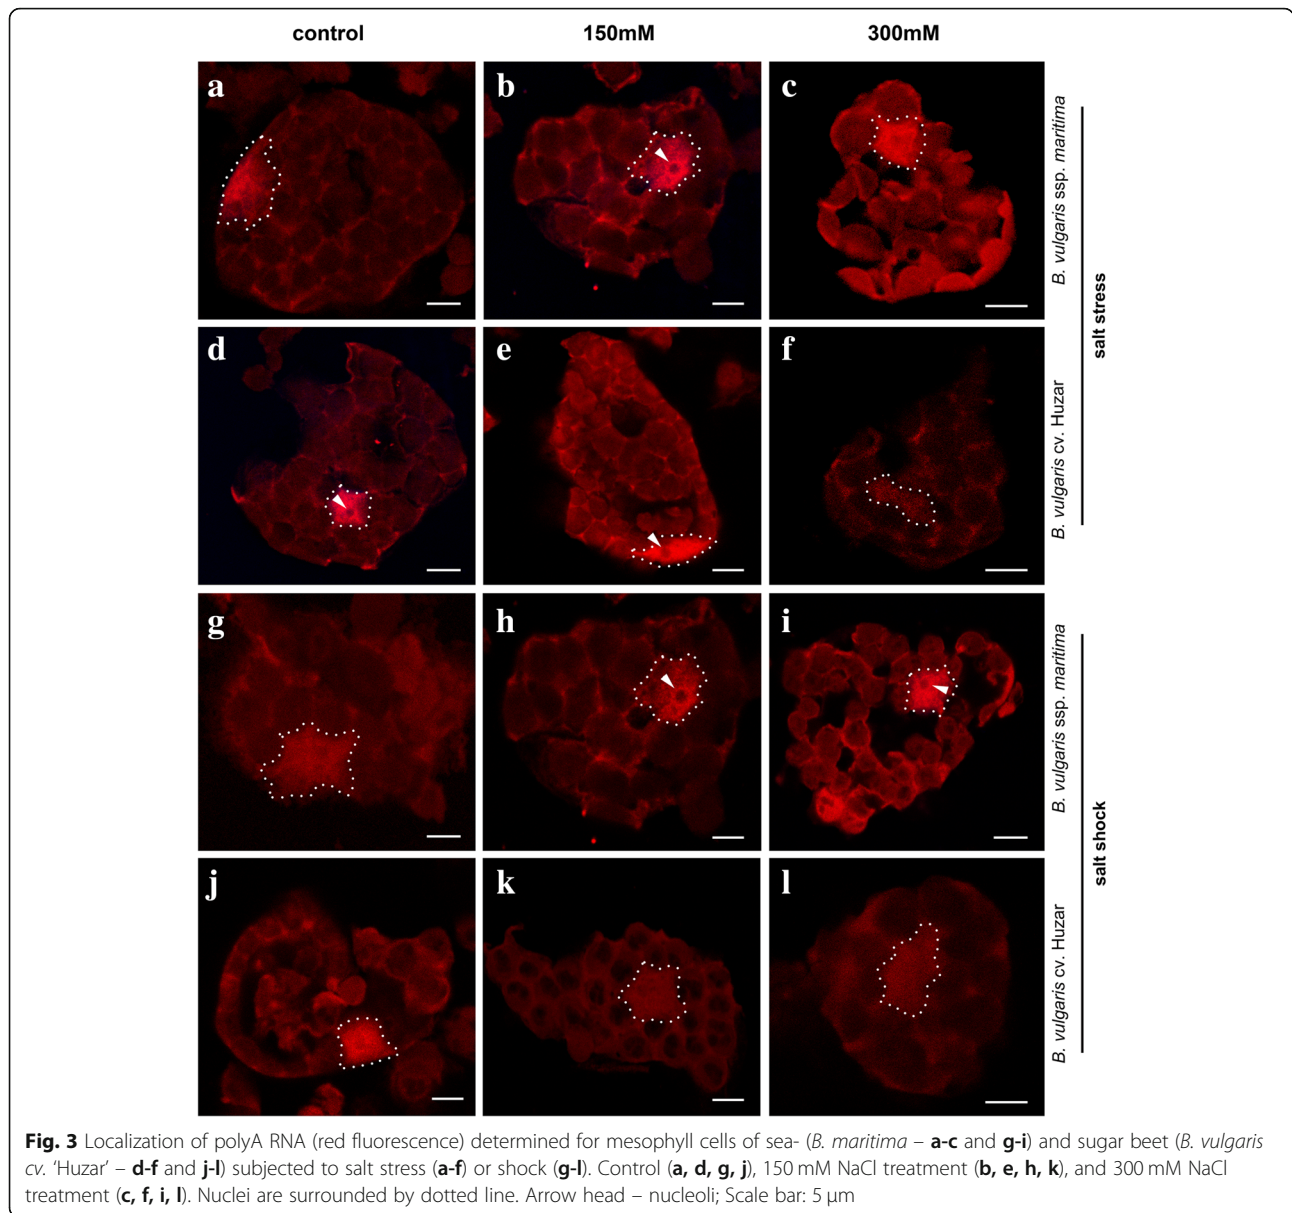 control 150mM 300mM
a b c
B. vulgaris ssp. maritima
d e f
B. vulgaris cv. Huzar
salt stress
g h i
B. vulgaris ssp. maritima
j k l
B. vulgaris cv. Huzar
salt shock
Fig. 3 Localization of polyA RNA (red fluorescence) determined for mesophyll cells of sea- (B. maritima – a-c and g-i) and sugar beet (B. vulgaris
cv. ‘Huzar’ – d-f and j-l) subjected to salt stress (a-f) or shock (g-l). Control (a, d, g, j), 150 mM NaCl treatment (b, e, h, k), and 300 mM NaCl
treatment (c, f, i, l). Nuclei are surrounded by dotted line. Arrow head – nucleoli; Scale bar: 5 μm